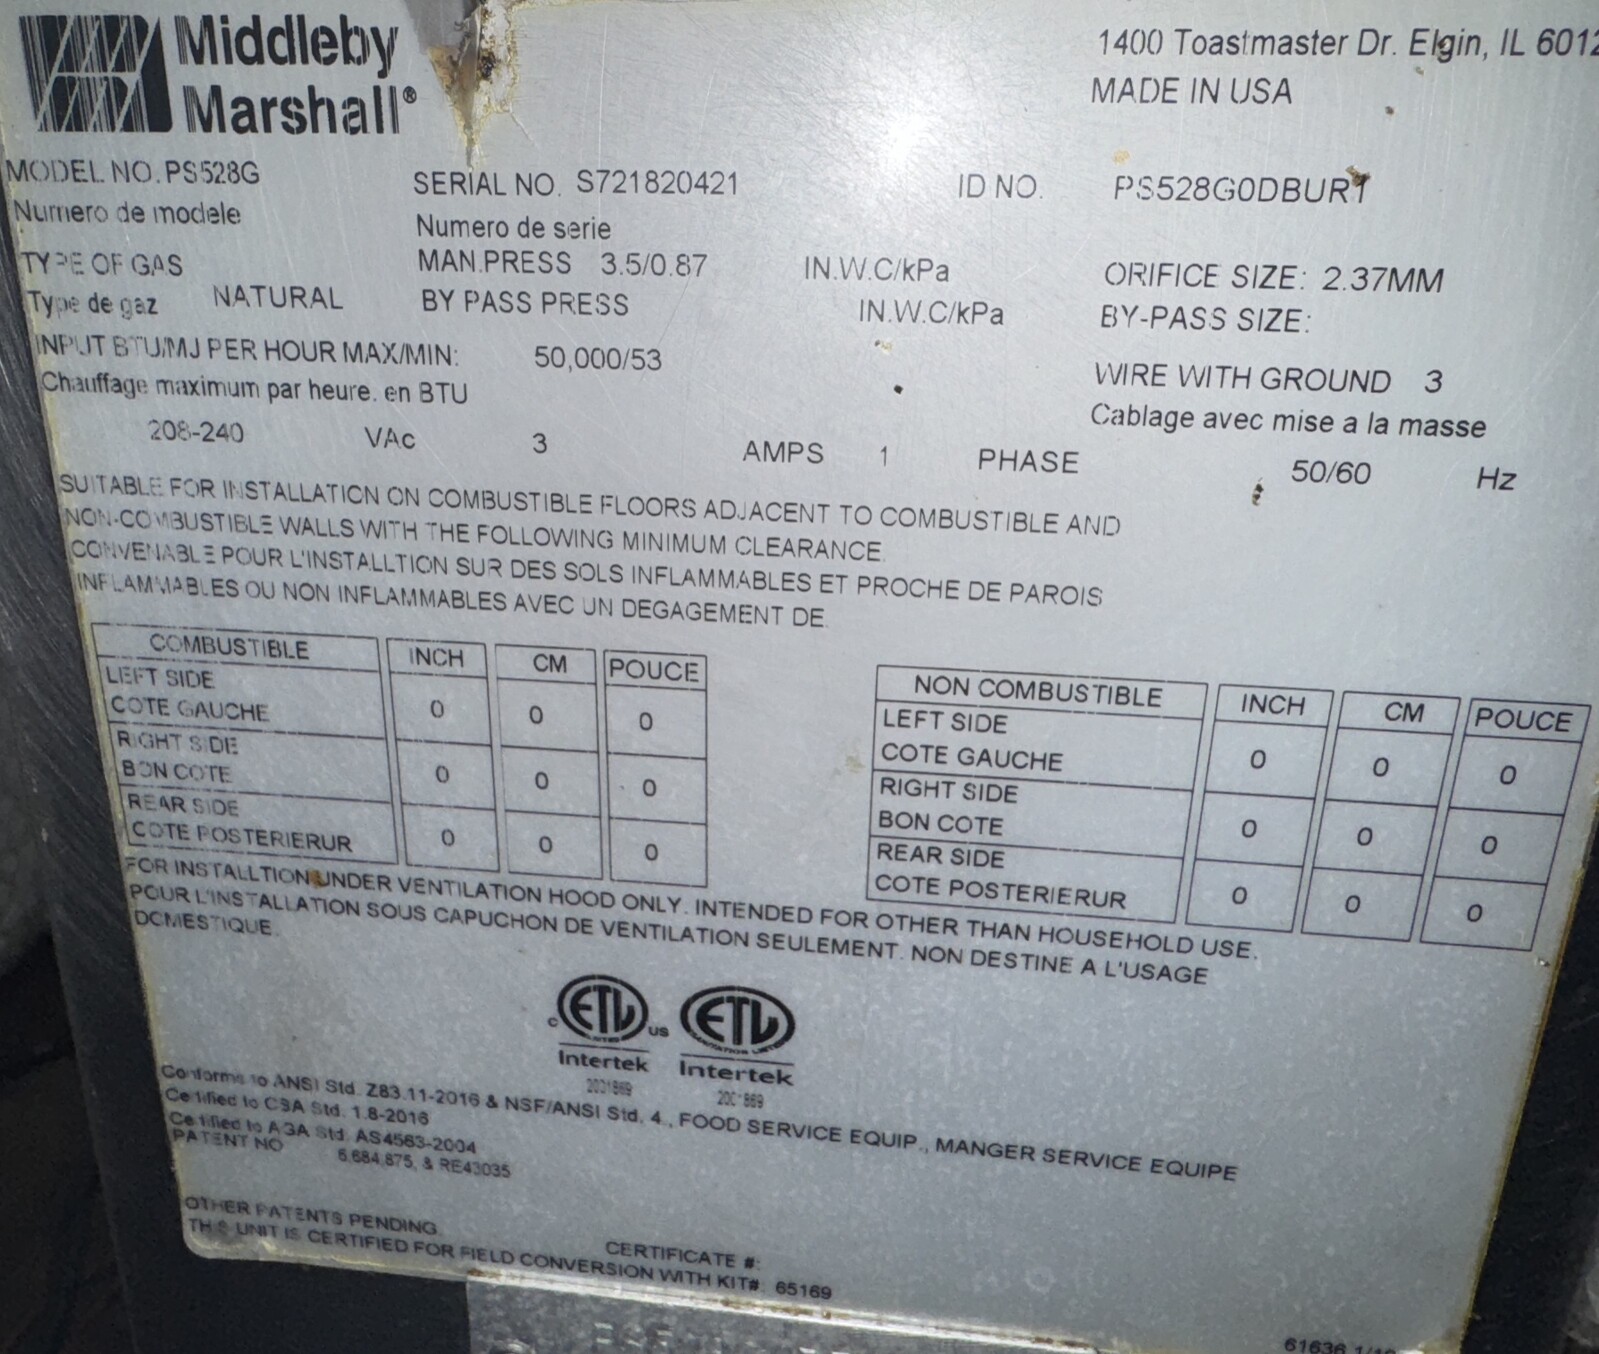 Middleby
Marshall®
1400 Toastmaster Dr. Elgin, IL
MADE IN USA
MODEL NO. PS528G SERIAL NO. S721820421 ID NO. PS528G0DBUR1
Numero de modele Numero de serie
TYPE OF GAS MAN.PRESS 3.5/0.87 IN.W.C/kPa ORIFICE SIZE: 2.37MM
Type de gaz NATURAL BY PASS PRESS IN.W.C/kPa BY-PASS SIZE:
INPUT BTU/MJ PER HOUR MAX/MIN: 50,000/53 WIRE WITH GROUND 3
Chauffage maximum par heure. en BTU Cablage avec mise a la masse
208-240 VAc 3 AMPS 1 PHASE 50/60 Hz
SUITABLE FOR INSTALLATION ON COMBUSTIBLE FLOORS ADJACENT TO COMBUSTIBLE AND
NON-COMBUSTIBLE WALLS WITH THE FOLLOWING MINIMUM CLEARANCE.
CONVENABLE POUR L'INSTALLTION SUR DES SOLS INFLAMMABLES ET PROCHE DE PAROIS
INFLAMMABLES OU NON INFLAMMABLES AVEC UN DEGAGEMENT DE.
COMBUSTIBLE INCH CM POUCE
LEFT SIDE
COTE GAUCHE 0 0 0
RIGHT SIDE
BON COTE 0 0 0
REAR SIDE
COTE POSTERIERUR 0 0 0
NON COMBUSTIBLE INCH CM POUCE
LEFT SIDE
COTE GAUCHE 0 0 0
RIGHT SIDE
BON COTE 0 0 0
REAR SIDE
COTE POSTERIERUR 0 0 0
FOR INSTALLTION UNDER VENTILATION HOOD ONLY. INTENDED FOR OTHER THAN HOUSEHOLD USE.
POUR L'INSTALLATION SOUS CAPUCHON DE VENTILATION SEULEMENT. NON DESTINE A L'USAGE
DOMESTIQUE.
c ETL us ETL
Intertek Intertek
2001869 2001869
Conforms to ANSI Std. Z83.11-2016 & NSF/ANSI Std. 4., FOOD SERVICE EQUIP., MANGER SERVICE EQUIPE
Certified to CSA Std. 1.8-2016
Certified to AGA Std. AS4563-2004
PATENT NO 6,684,875, & RE43035
OTHER PATENTS PENDING.
CERTIFICATE #:
THIS UNIT IS CERTIFIED FOR FIELD CONVERSION WITH KIT#: 65169
61636